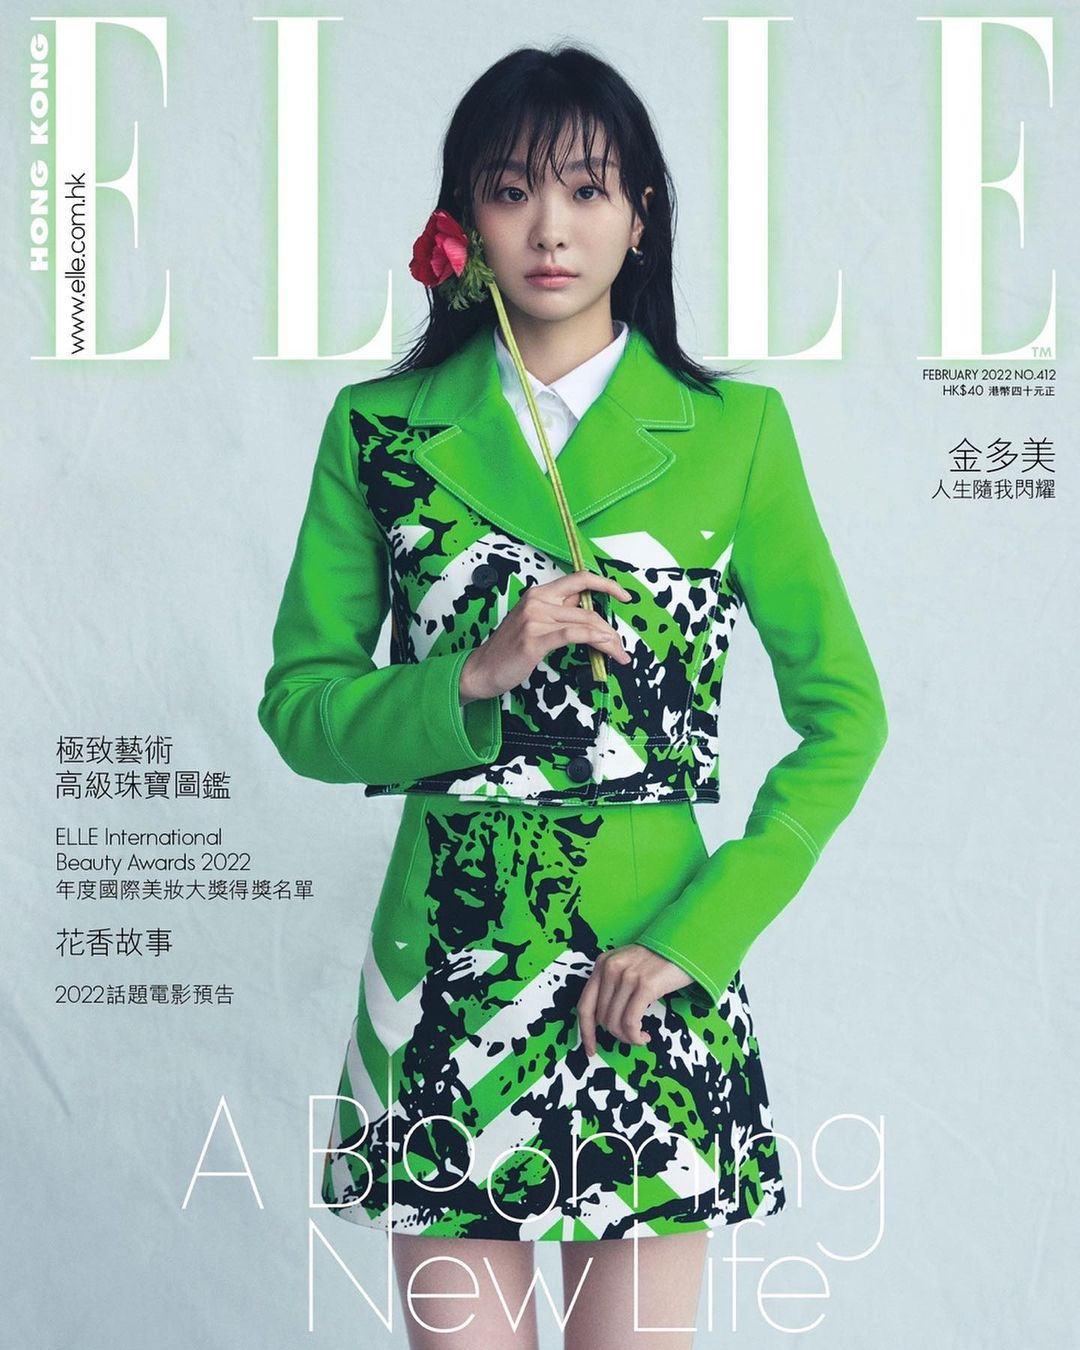 HONG KONG
ELLE
www.elle.com.hk
TM
FEBRUARY 2022 NO.412
HK$40 港幣四十元正
金多美
人生隨我閃耀
極致藝術
高級珠寶圖鑑
ELLE International
Beauty Awards 2022
年度國際美妝大獎得獎名單
花香故事
2022話題電影預告
A Blooming
New Life